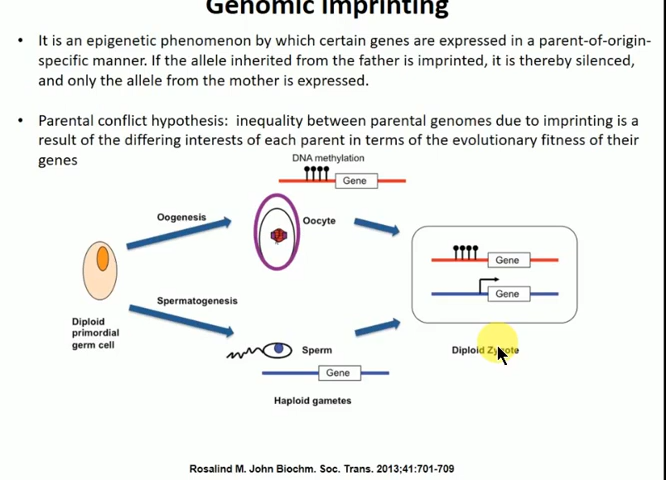 Genomic Imprinting
• It is an epigenetic phenomenon by which certain genes are expressed in a parent-of-origin-
specific manner. If the allele inherited from the father is imprinted, it is thereby silenced,
and only the allele from the mother is expressed.
• Parental conflict hypothesis: inequality between parental genomes due to imprinting is a
result of the differing interests of each parent in terms of the evolutionary fitness of their
genes
DNA methylation
Gene
Oogenesis
Oocyte
Gene
Gene
Spermatogenesis
Diploid
primordial
germ cell
Sperm
Diploid Zygote
Gene
Haploid gametes
Rosalind M. John Biochm. Soc. Trans. 2013;41:701-709